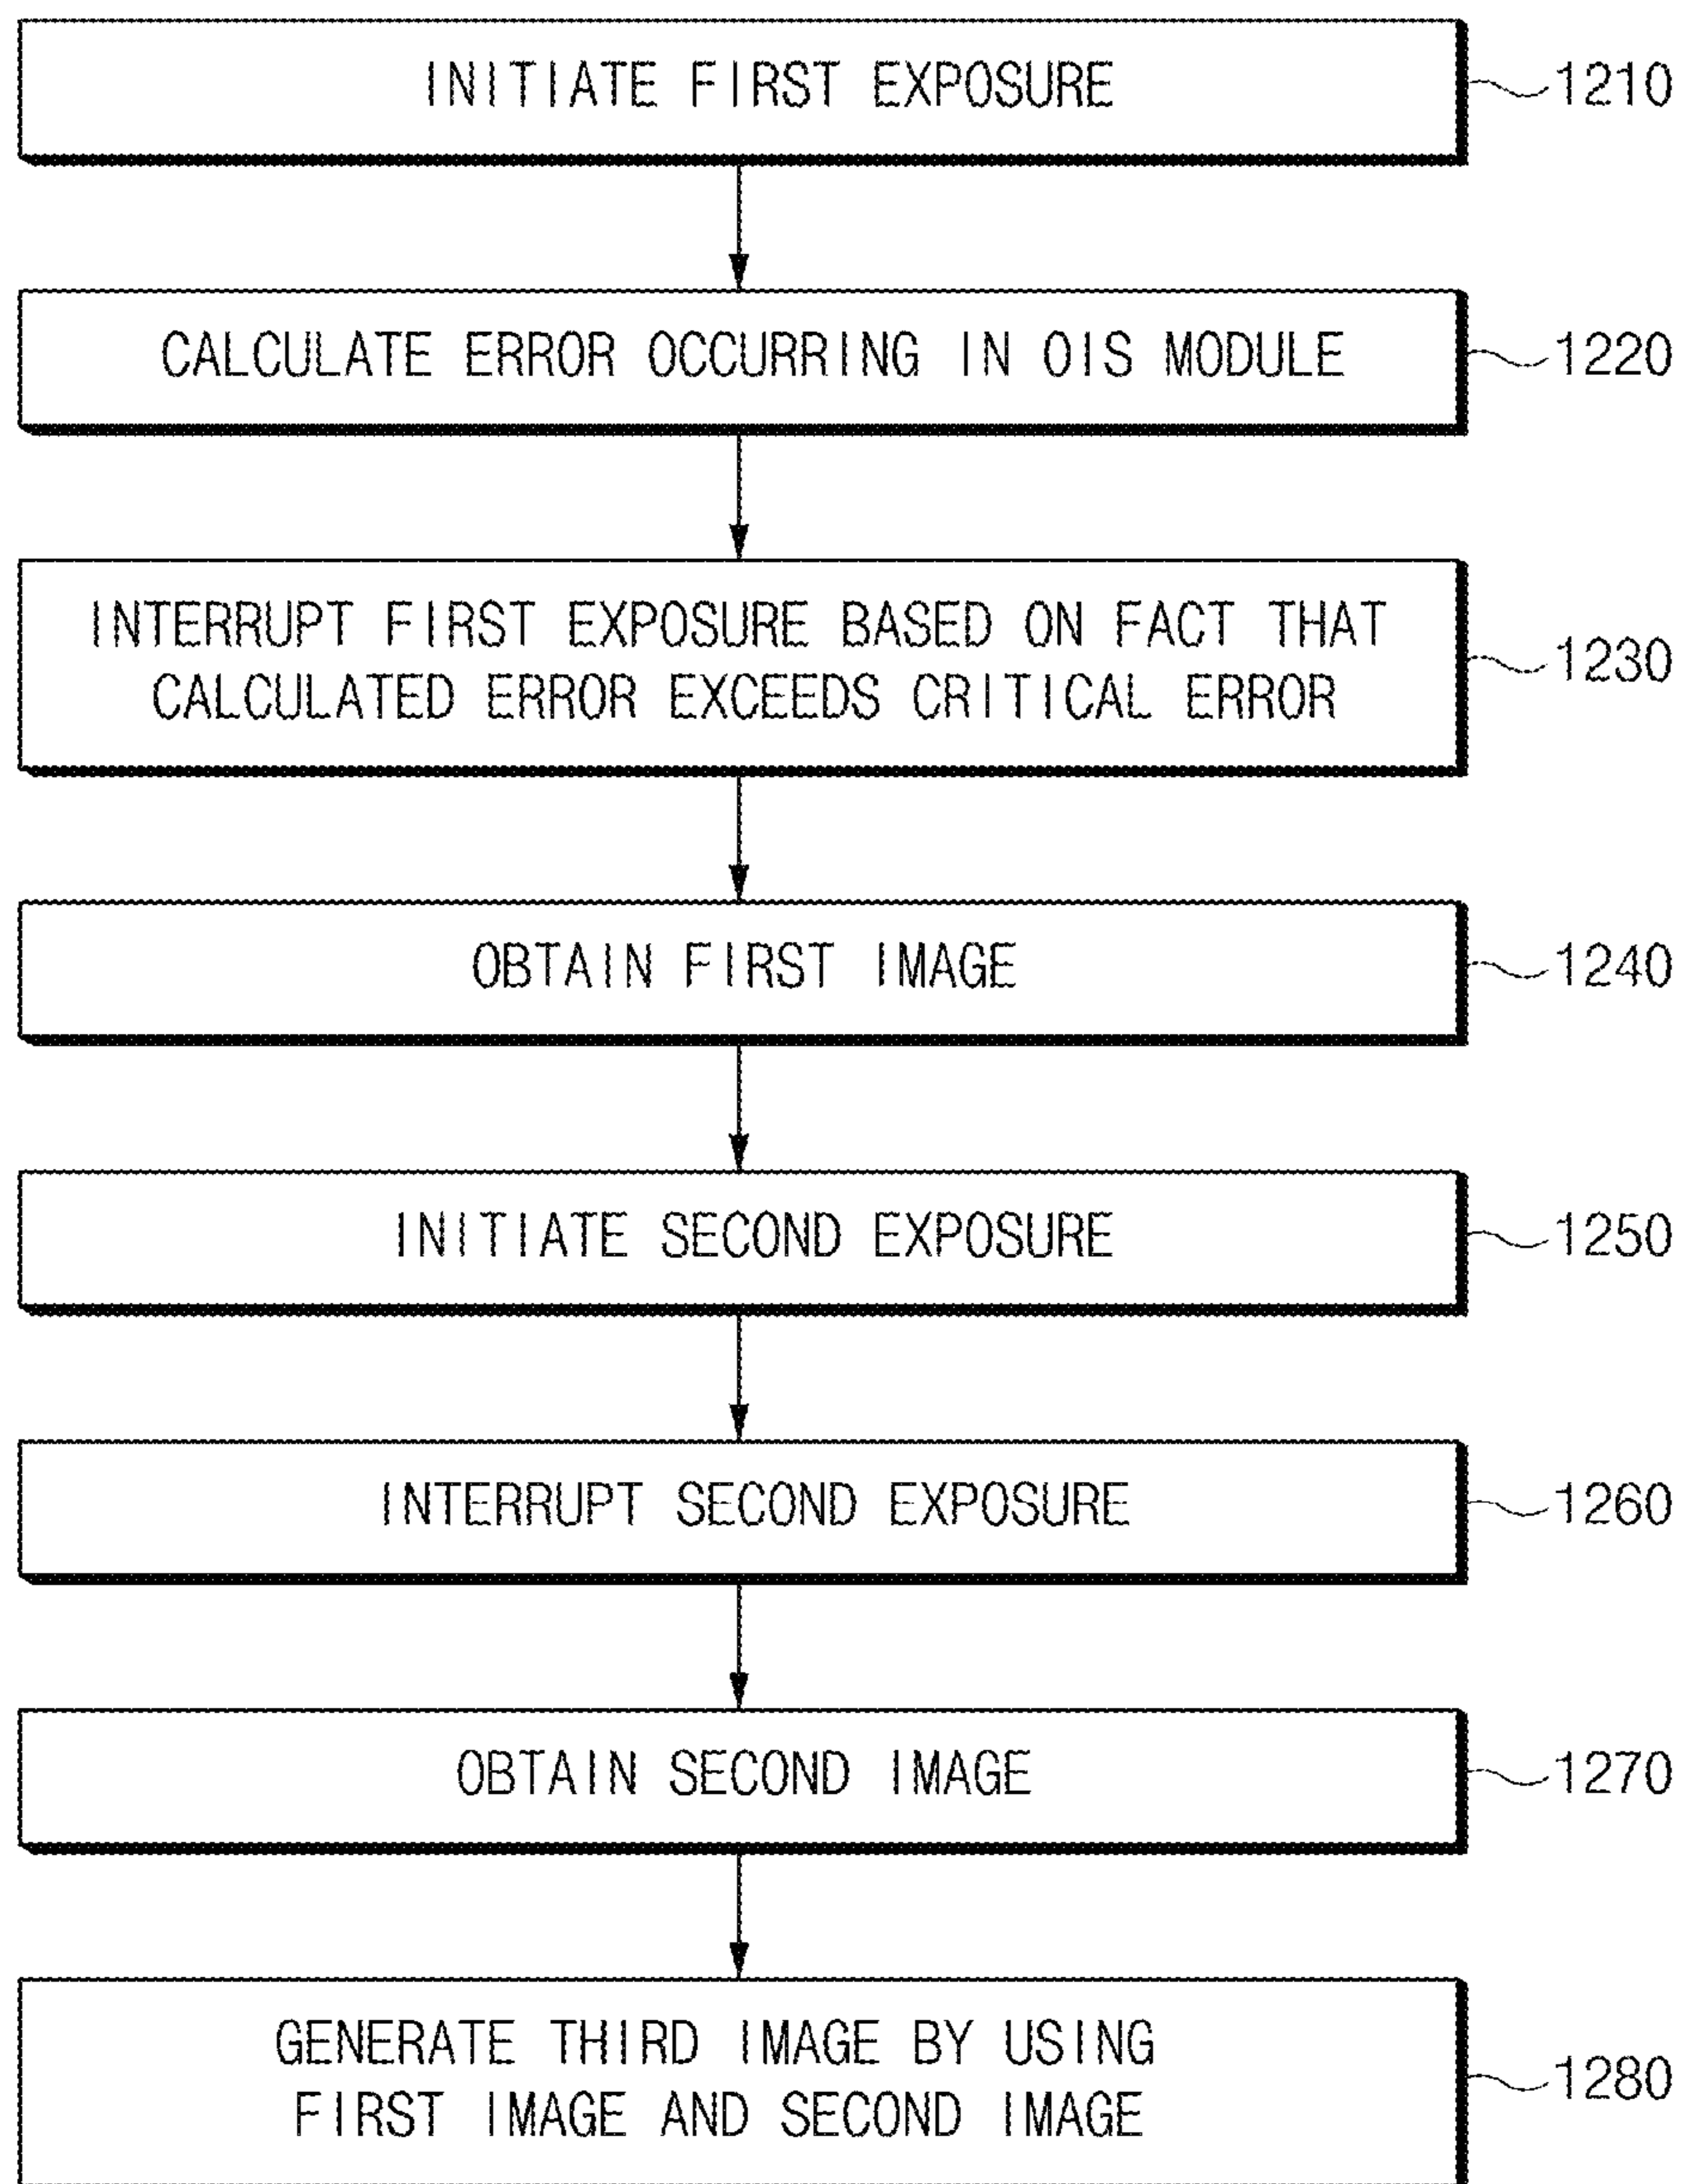 INITIATE FIRST EXPOSURE
1210
CALCULATE ERROR OCCURRING IN OIS MODULE
1220
INTERRUPT FIRST EXPOSURE BASED ON FACT THAT
CALCULATED ERROR EXCEEDS CRITICAL ERROR
1230
OBTAIN FIRST IMAGE
1240
INITIATE SECOND EXPOSURE
1250
INTERRUPT SECOND EXPOSURE
1260
OBTAIN SECOND IMAGE
1270
GENERATE THIRD IMAGE BY USING
FIRST IMAGE AND SECOND IMAGE
1280